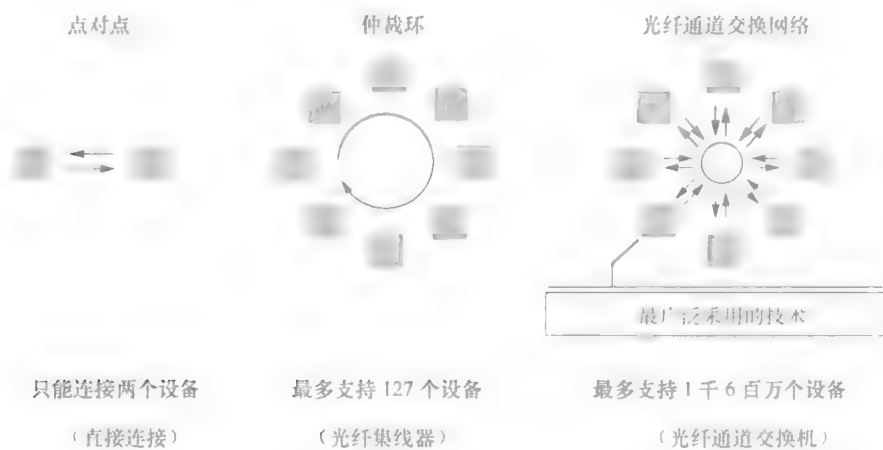 点对点
仲裁环
光纤通道交换网络
最广泛采用的技术
只能连接两个设备
最多支持 127 个设备
最多支持 1 千 6 百万个设备
（直接连接）
（光纤集线器）
（光纤通道交换机）